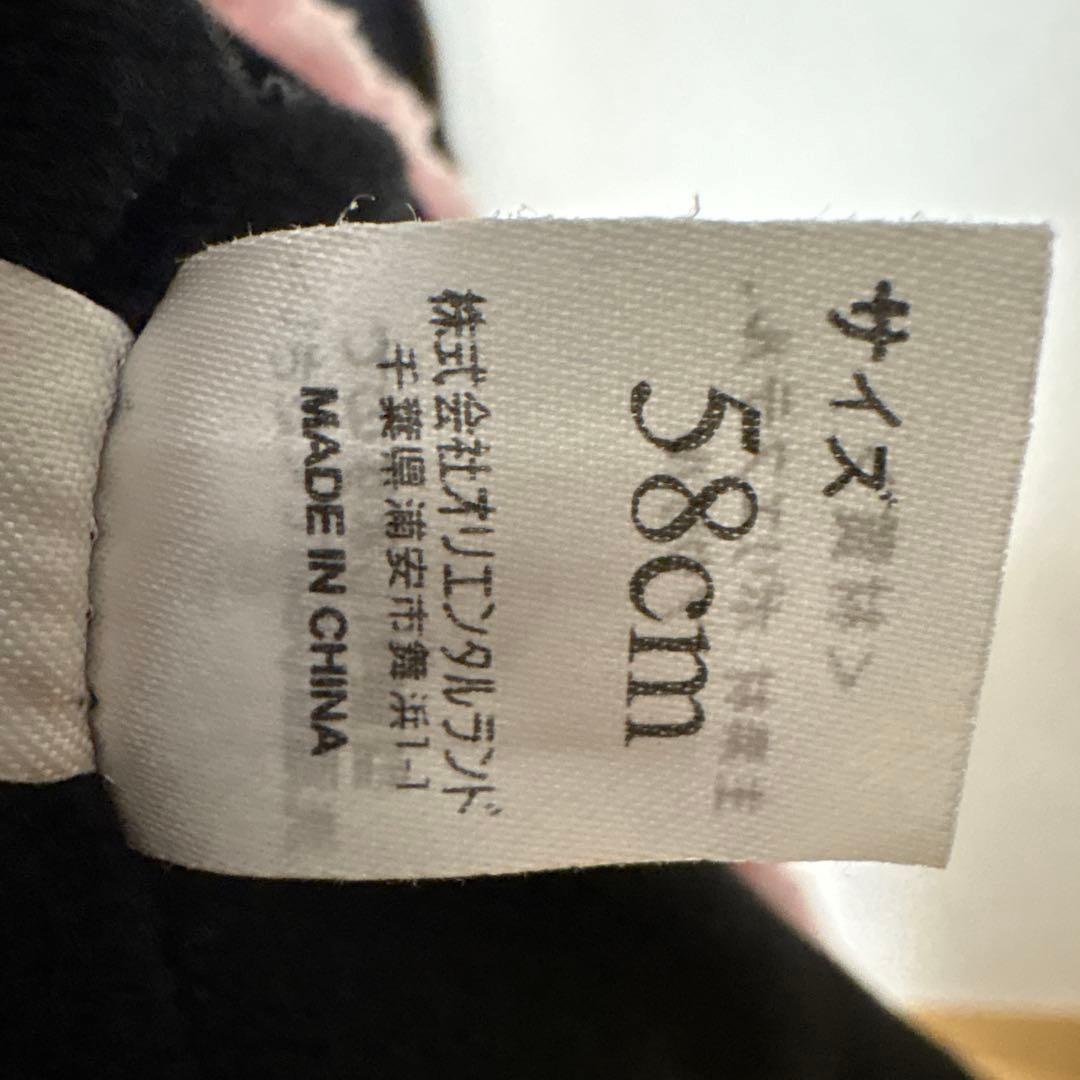 サイズ
58cm
株式会社オリエンタルランド
千葉県浦安市舞浜1-1
MADE IN CHINA